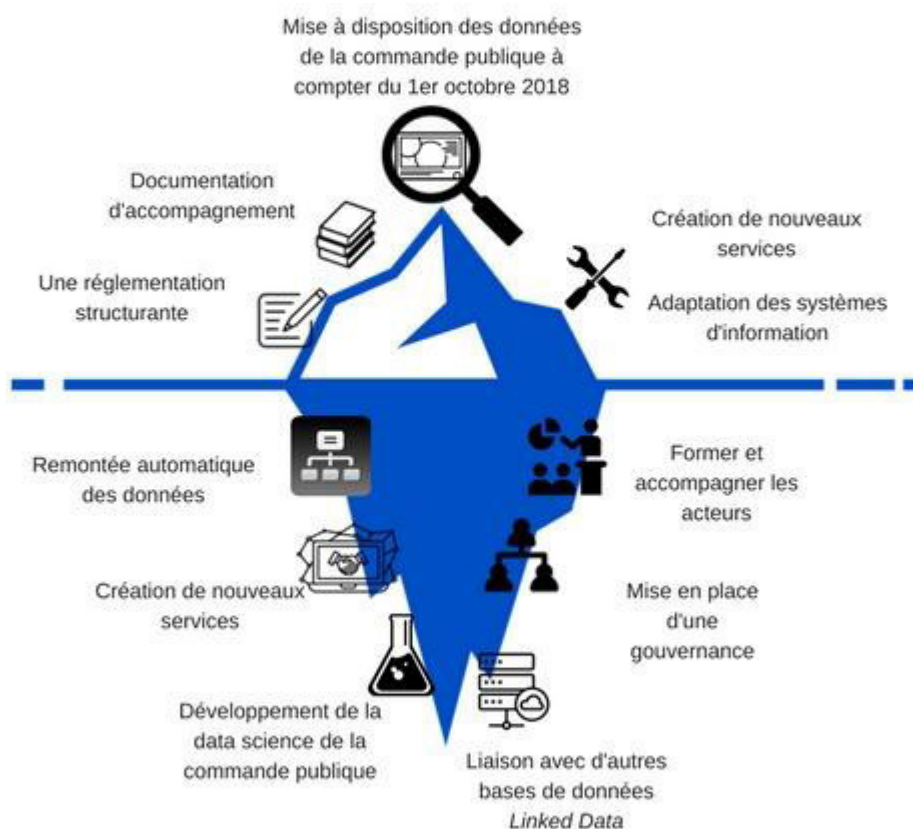 Mise à disposition des données
de la commande publique à
compter du 1er octobre 2018
Documentation
d'accompagnement
Une réglementation
structurante
Création de nouveaux
services
Adaptation des systèmes
d'information
Remontée automatique
des données
Création de nouveaux
services
Développement de la
data science de la
commande publique
Former et
accompagner les
acteurs
Mise en place
d'une
gouvernance
Liaison avec d'autres
bases de données
Linked Data